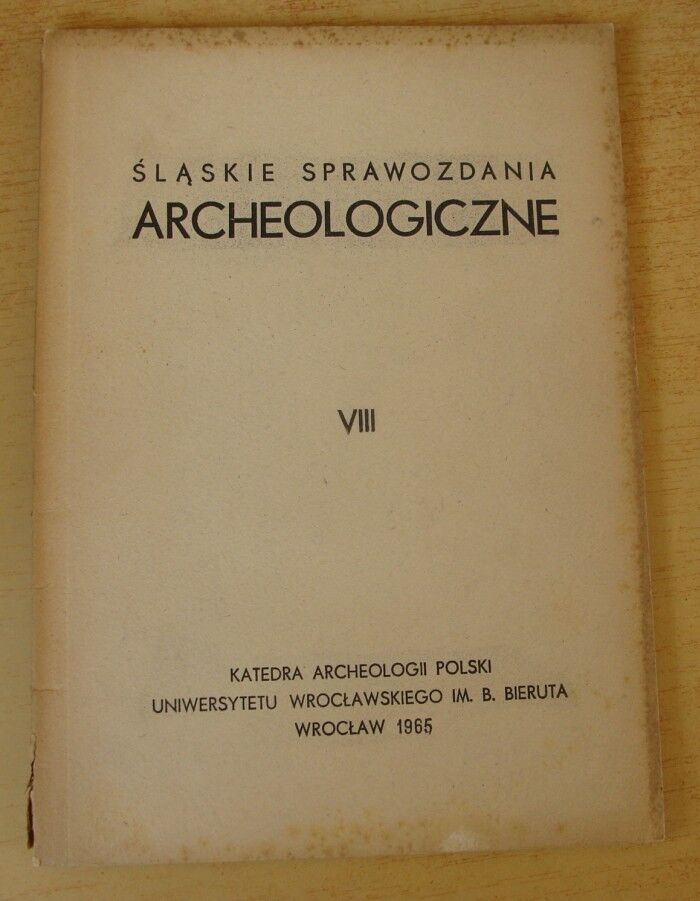 ŚLĄSKIE SPRAWOZDANIA
ARCHEOLOGICZNE
VIII
KATEDRA ARCHEOLOGII POLSKI
UNIWERSYTETU WROCŁAWSKIEGO IM. B. BIERUTA
WROCŁAW 1965